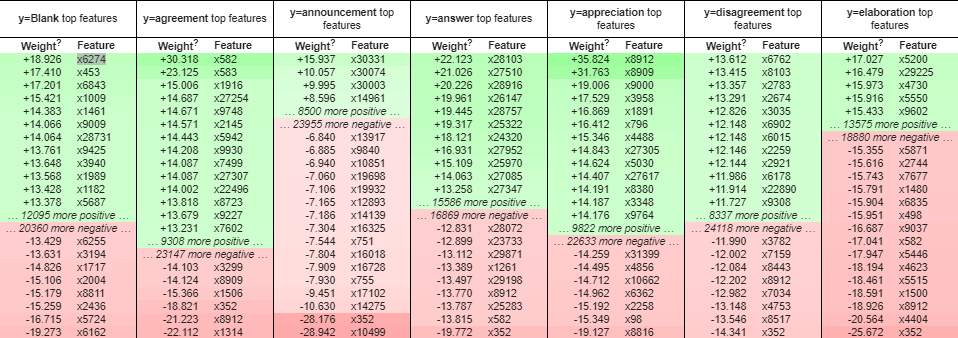 y=Blank top features y=agreement top features y=announcement top features y=answer top features y=appreciation top features y=disagreement top features y=elaboration top features
Weight? Feature Weight? Feature Weight? Feature Weight? Feature Weight? Feature Weight? Feature Weight? Feature
+18.926 x6274 +30.318 x582 +15.937 x30331 +22.123 x28103 +35.824 x8912 +13.612 x6762 +17.027 x5200
+17.410 x453 +23.125 x583 +10.057 x30074 +21.026 x27510 +31.763 x8909 +13.415 x8103 +16.479 x29225
+17.201 x6843 +15.006 x1916 +9.995 x30003 +20.226 x28916 +19.006 x9000 +13.357 x2783 +15.973 x4730
+15.421 x1009 +14.687 x27254 +8.596 x14961 +19.961 x26147 +17.529 x3958 +13.291 x2674 +15.916 x5550
+14.383 x1461 +14.671 x9748 … 8500 more positive … +19.445 x28757 +16.869 x1891 +12.826 x3035 +15.433 x9602
+14.066 x9009 +14.571 x2145 … 23955 more negative … +19.317 x25322 +16.412 x796 +12.148 x6902 … 13575 more positive …
+14.064 x28731 +14.443 x5942 -6.840 x13917 +18.121 x24320 +15.346 x4488 +12.148 x6015 … 18880 more negative …
+13.761 x9425 +14.208 x9930 -6.885 x9840 +16.931 x27952 +14.843 x27305 +12.146 x2259 -15.355 x5871
+13.648 x3940 +14.087 x7499 -6.940 x10851 +15.109 x25970 +14.624 x5030 +12.144 x2921 -15.616 x2744
+13.568 x1989 +14.087 x27307 -7.060 x19698 +14.063 x27085 +14.407 x27617 +11.986 x6178 -15.743 x7677
+13.428 x1182 +14.002 x22496 -7.106 x19932 +13.258 x27347 +14.191 x8380 +11.914 x22890 -15.791 x1480
+13.378 x5687 +13.818 x8723 -7.165 x12893 … 15586 more positive … +14.187 x3348 +11.727 x9308 -15.904 x6835
… 12095 more positive … +13.679 x9227 -7.186 x14139 … 16869 more negative … +14.176 x9764 … 8337 more positive … -15.951 x498
… 20360 more negative … +13.231 x7602 -7.304 x16325 -12.831 x28072 … 9822 more positive … … 24118 more negative … -16.687 x9037
-13.429 x6255 … 9308 more positive … -7.544 x751 -12.899 x23733 … 22633 more negative … -11.990 x3782 -17.041 x582
-13.631 x3194 … 23147 more negative … -7.804 x16018 -13.112 x29871 -14.259 x31399 -12.002 x7159 -17.947 x5446
-14.826 x1717 -14.103 x3299 -7.909 x16728 -13.389 x1261 -14.495 x4856 -12.084 x8443 -18.194 x4623
-15.106 x2004 -14.124 x8909 -7.930 x755 -13.497 x29198 -14.712 x10662 -12.202 x8912 -18.461 x5515
-15.179 x8811 -15.366 x1506 -9.451 x17102 -13.770 x8912 -14.962 x6362 -12.982 x7034 -18.591 x1500
-15.259 x2436 -18.821 x352 -10.630 x14275 -13.787 x25283 -15.192 x2258 -13.148 x4753 -18.926 x8912
-16.715 x5724 -21.223 x8912 -28.176 x352 -13.815 x582 -15.349 x98 -13.546 x8517 -20.564 x4404
-19.273 x6162 -22.112 x1314 -28.942 x10499 -19.772 x352 -19.127 x8816 -14.341 x352 -25.672 x352